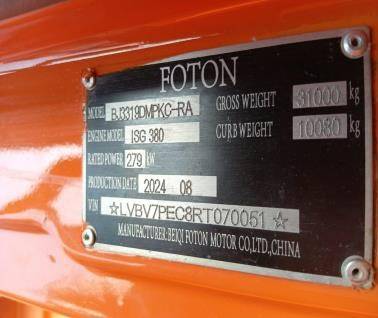 FOTON
MODEL BJ3319DMPKC-RA GROSS WEIGHT 31000 kg
ENGINE MODEL ISG 380 CURB WEIGHT 10080 kg
RATED POWER 279 kW
PRODUCTION DATE 2024 08
VIN ☆LVBV7PEC8RT070051☆
MANUFACTURER:BEIQI FOTON MOTOR CO,LTD,CHINA